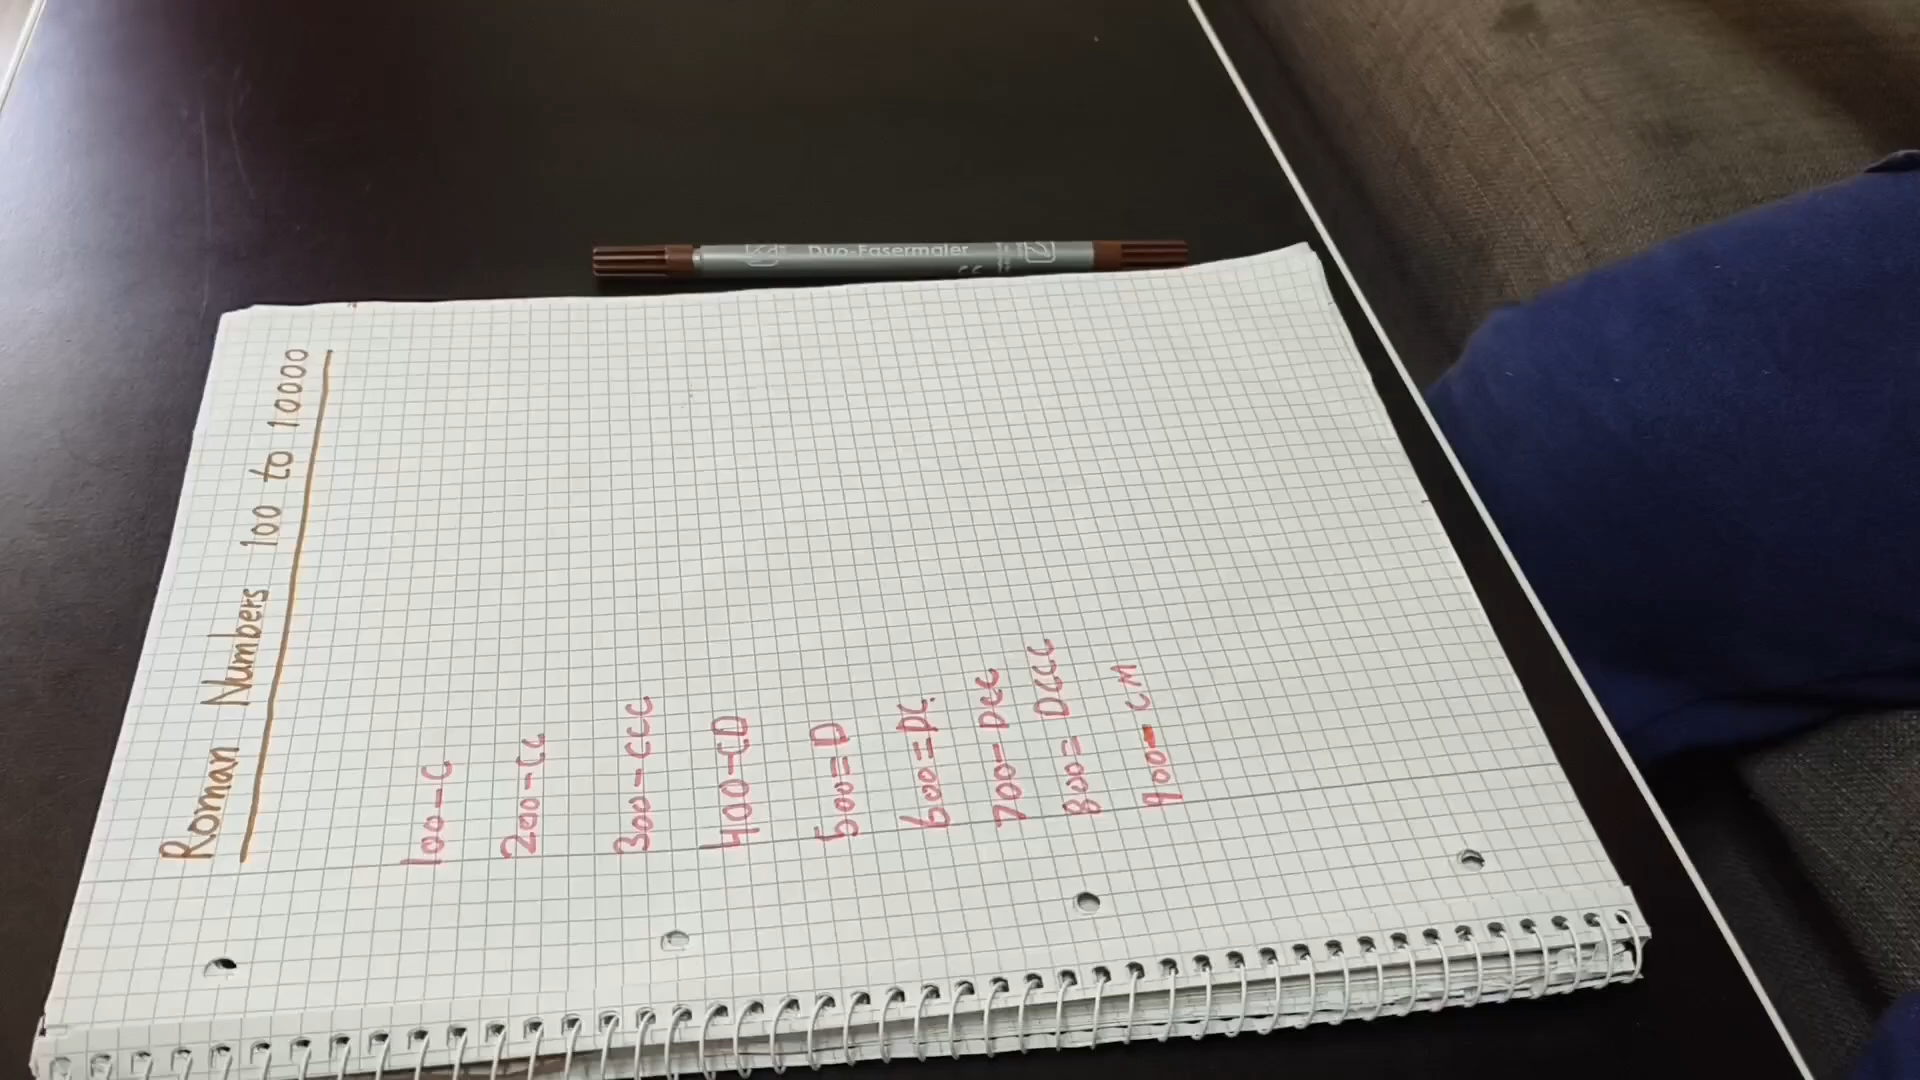 Roman Numbers 100 to 10000
100-C
200-CC
300-CCC
400-CD
500=D
600=DC.
700-DCC
800= DCCC
900-CM
Duo-Fasermaler